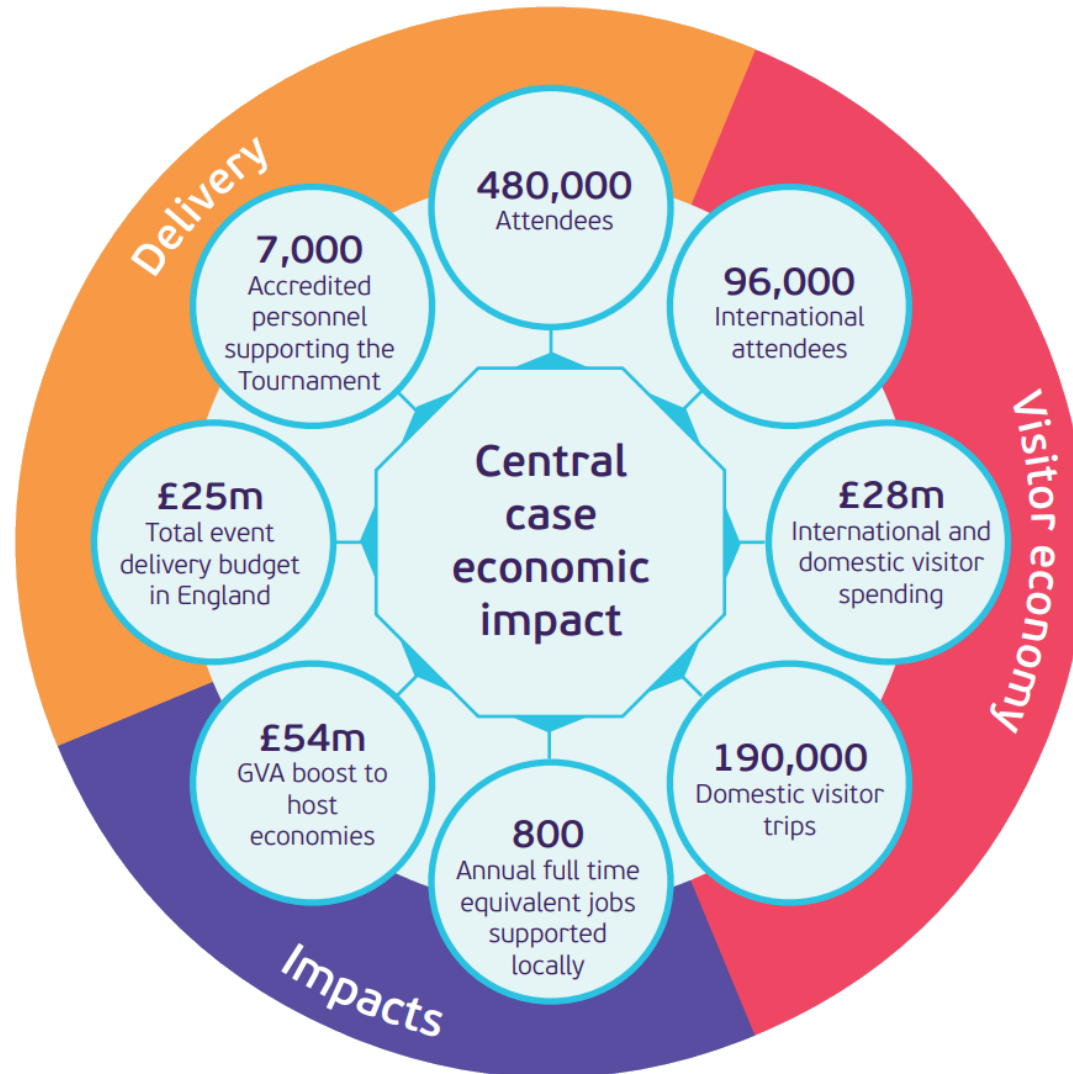 Central
case
economic
impact
Delivery
7,000
Accredited
personnel
supporting the
Tournament
480,000
Attendees
£25m
Total event
delivery budget
in England
Visitor economy
96,000
International
attendees
£28m
International and
domestic visitor
spending
190,000
Domestic visitor
trips
Impacts
800
Annual full time
equivalent jobs
supported
locally
£54m
GVA boost to
host
economies